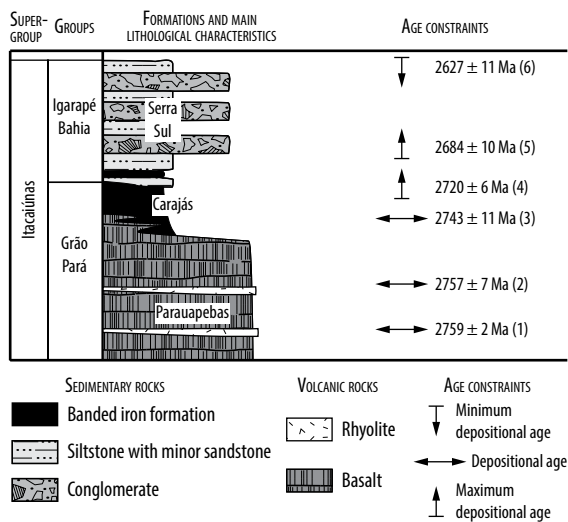 SUPER-
GROUP
GROUPS
FORMATIONS AND MAIN
LITHOLOGICAL CHARACTERISTICS
AGE CONSTRAINTS
Itacaiúnas
Igarapé
Bahia
Grão
Pará
Serra
Sul
Carajás
Parauapebas
2627 ± 11 Ma (6)
2684 ± 10 Ma (5)
2720 ± 6 Ma (4)
2743 ± 11 Ma (3)
2757 ± 7 Ma (2)
2759 ± 2 Ma (1)
SEDIMENTARY ROCKS
Banded iron formation
Siltstone with minor sandstone
Conglomerate
VOLCANIC ROCKS
Rhyolite
Basalt
AGE CONSTRAINTS
Minimum
depositional age
Depositional age
Maximum
depositional age